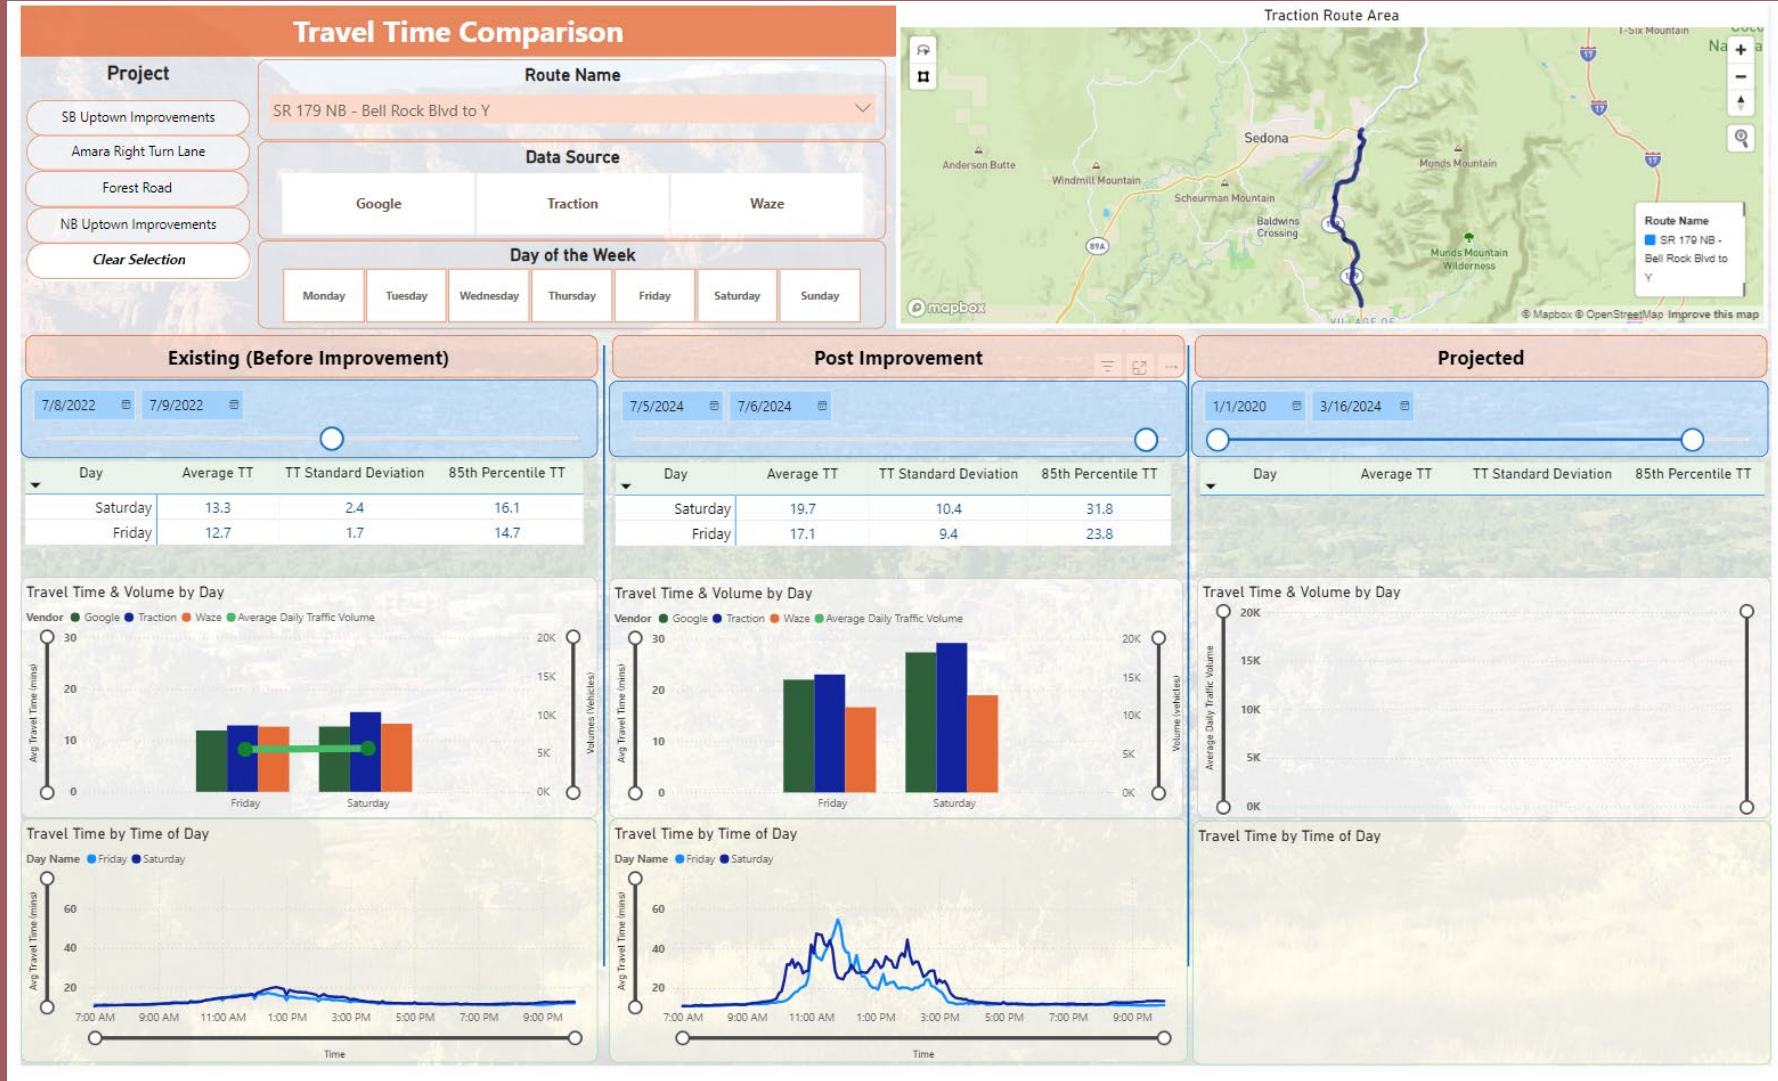 Travel Time Comparison
Project
SB Uptown Improvements
Amara Right Turn Lane
Forest Road
NB Uptown Improvements
Clear Selection
Route Name
SR 179 NB - Bell Rock Blvd to Y
Data Source
Google Traction Waze
Day of the Week
Monday Tuesday Wednesday Thursday Friday Saturday Sunday
Traction Route Area
T-Six Mountain
17
17
17
Sedona
Anderson Butte
Windmill Mountain
Munds Mountain
Scheurman Mountain
Baldwins
Crossing
89A
Munds Mountain
Wilderness
Route Name
SR 179 NB -
Bell Rock Blvd to
Y
mapbox
© Mapbox © OpenStreetMap Improve this map
Existing (Before Improvement)
7/8/2022 7/9/2022
Day Average TT TT Standard Deviation 85th Percentile TT
Saturday 13.3 2.4 16.1
Friday 12.7 1.7 14.7
Travel Time & Volume by Day
Vendor Google Traction Waze Average Daily Traffic Volume
Avg Travel Time (mins)
30
20
10
0
20K
15K
10K
5K
0K
Volumes (Vehicles)
Friday Saturday
Travel Time by Time of Day
Day Name Friday Saturday
Avg Travel Time (mins)
60
40
20
7:00 AM 9:00 AM 11:00 AM 1:00 PM 3:00 PM 5:00 PM 7:00 PM 9:00 PM
Time
Post Improvement
7/5/2024 7/6/2024
Day Average TT TT Standard Deviation 85th Percentile TT
Saturday 19.7 10.4 31.8
Friday 17.1 9.4 23.8
Travel Time & Volume by Day
Vendor Google Traction Waze Average Daily Traffic Volume
Avg Travel Time (mins)
30
20
10
0
20K
15K
10K
5K
0K
Volume (vehicles)
Friday Saturday
Travel Time by Time of Day
Day Name Friday Saturday
Avg Travel Time (mins)
60
40
20
7:00 AM 9:00 AM 11:00 AM 1:00 PM 3:00 PM 5:00 PM 7:00 PM 9:00 PM
Time
Projected
1/1/2020 3/16/2024
Day Average TT TT Standard Deviation 85th Percentile TT
Travel Time & Volume by Day
Average Daily Traffic Volume
20K
15K
10K
5K
0K
Travel Time by Time of Day